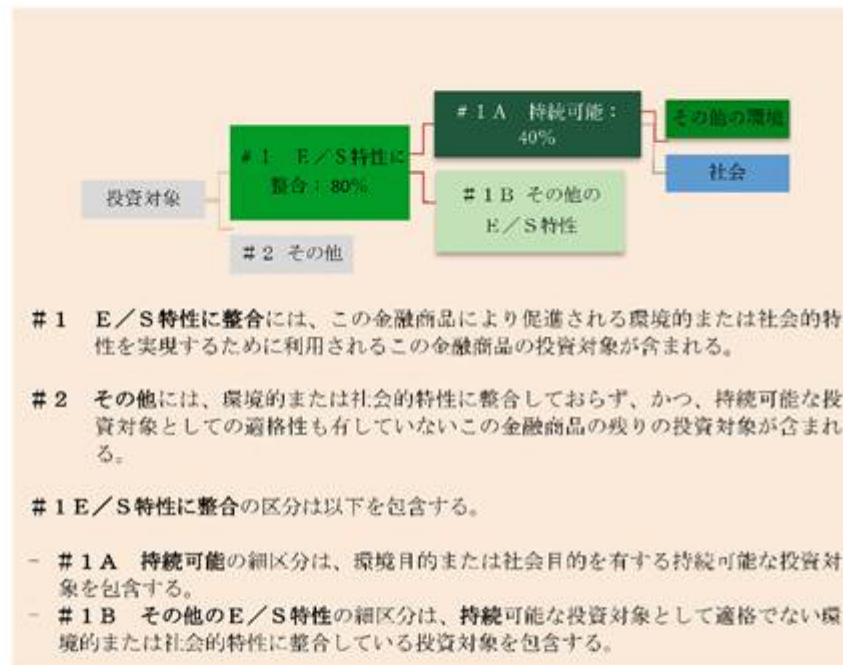 ＃１Ａ　持続可能：
40％
その他の環境
＃１　Ｅ／Ｓ特性に
整合：80％
社会
投資対象
＃１Ｂ その他の
Ｅ／Ｓ特性
＃２ その他
＃１　Ｅ／Ｓ特性に整合には、この金融商品により促進される環境的または社会的特
性を実現するために利用されるこの金融商品の投資対象が含まれる。
＃２　その他には、環境的または社会的特性に整合しておらず、かつ、持続可能な投
資対象としての適格性も有していないこの金融商品の残りの投資対象が含まれ
る。
＃１Ｅ／Ｓ特性に整合の区分は以下を包含する。
－ ＃１Ａ　持続可能の細区分は、環境目的または社会目的を有する持続可能な投資対
象を包含する。
－ ＃１Ｂ　その他のＥ／Ｓ特性の細区分は、持続可能な投資対象として適格でない環
境的または社会的特性に整合している投資対象を包含する。